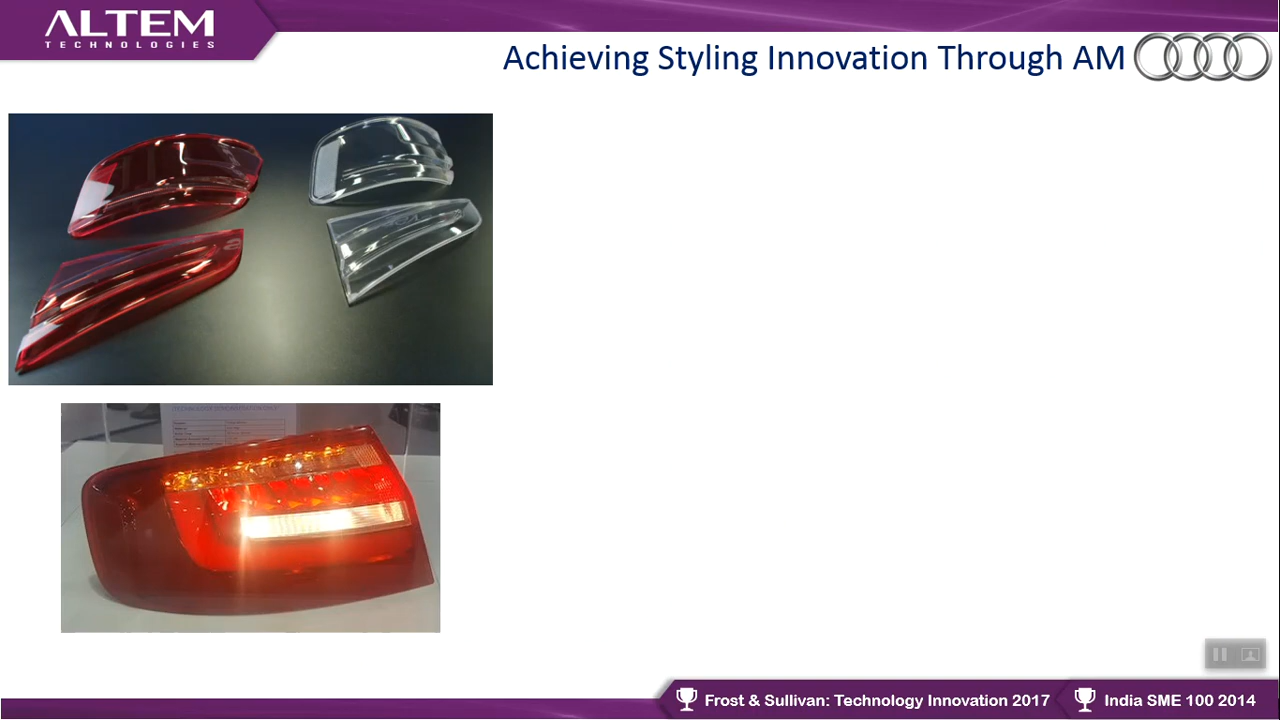 ALTEM
TECHNOLOGIES
Achieving Styling Innovation Through AM
Frost & Sullivan: Technology Innovation 2017
India SME 100 2014